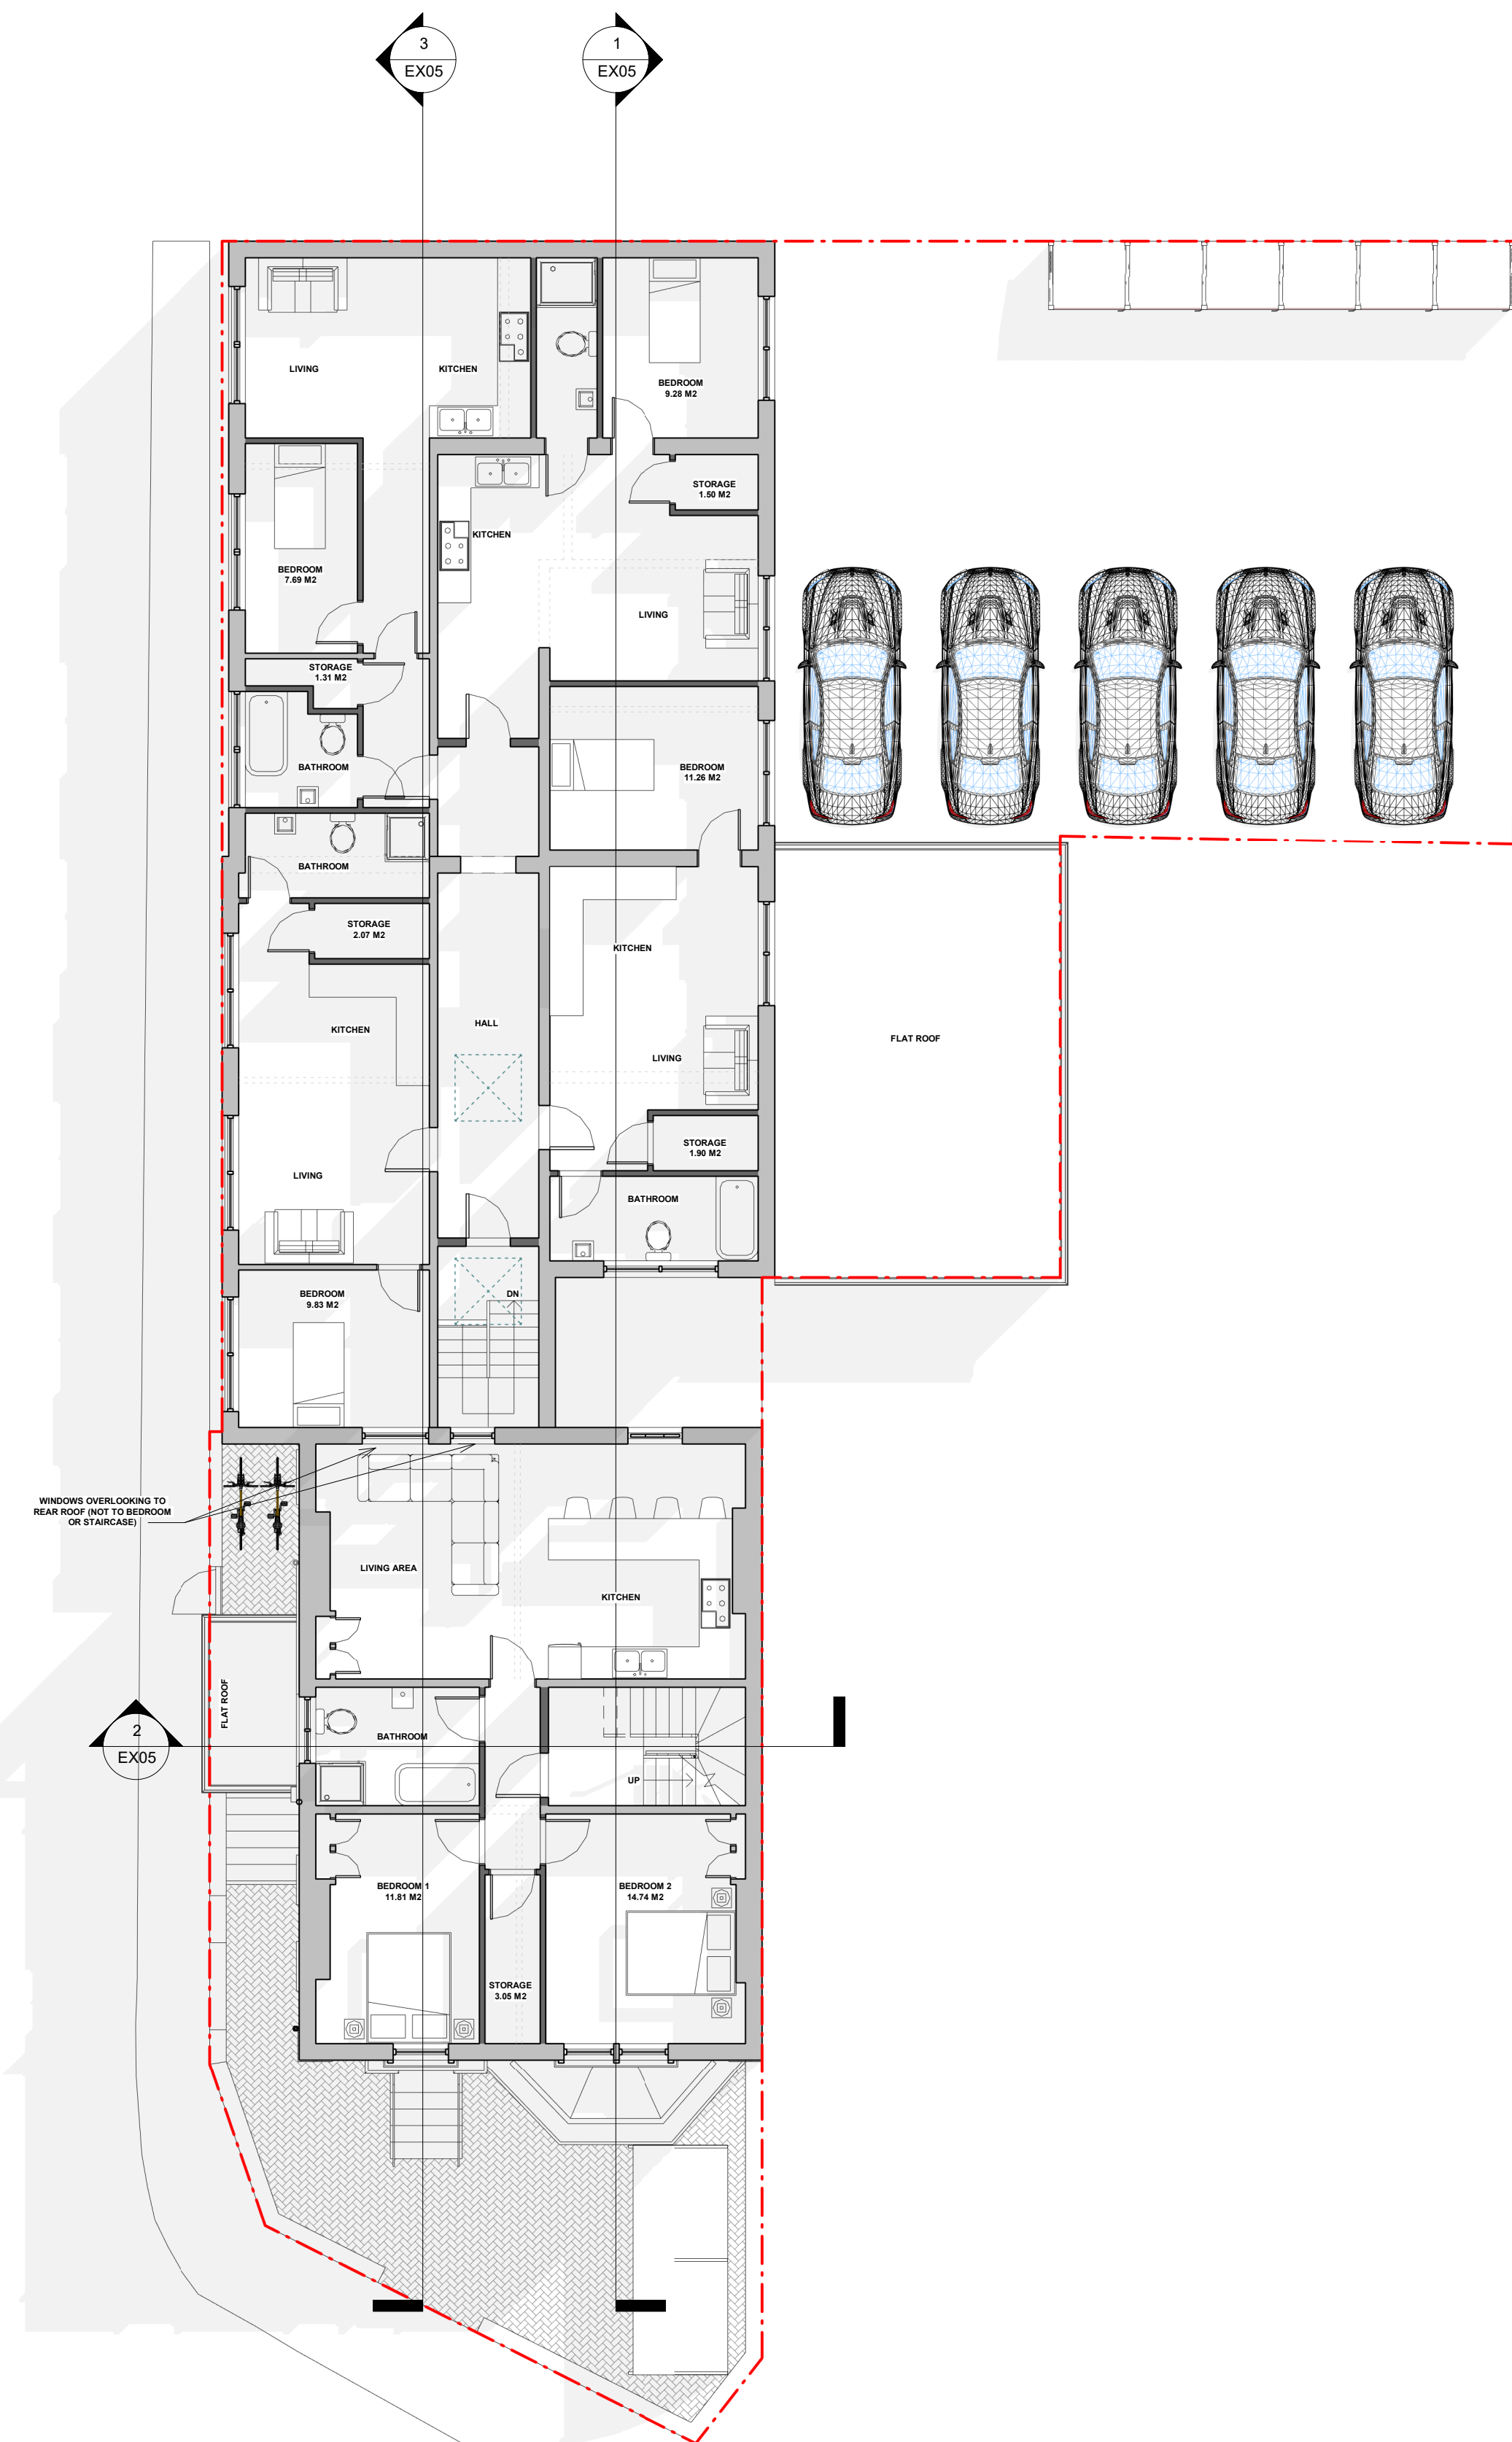 3
EX05
1
EX05
LIVING
KITCHEN
BEDROOM
9.28 M2
STORAGE
1.50 M2
KITCHEN
BEDROOM
7.69 M2
LIVING
STORAGE
1.31 M2
BATHROOM
BEDROOM
11.26 M2
BATHROOM
STORAGE
2.07 M2
KITCHEN
KITCHEN
HALL
LIVING
FLAT ROOF
STORAGE
1.90 M2
LIVING
BATHROOM
BEDROOM
9.83 M2
DN
WINDOWS OVERLOOKING TO
REAR ROOF (NOT TO BEDROOM
OR STAIRCASE)
LIVING AREA
KITCHEN
FLAT ROOF
2
EX05
BATHROOM
UP
BEDROOM 1
11.81 M2
BEDROOM 2
14.74 M2
STORAGE
3.05 M2